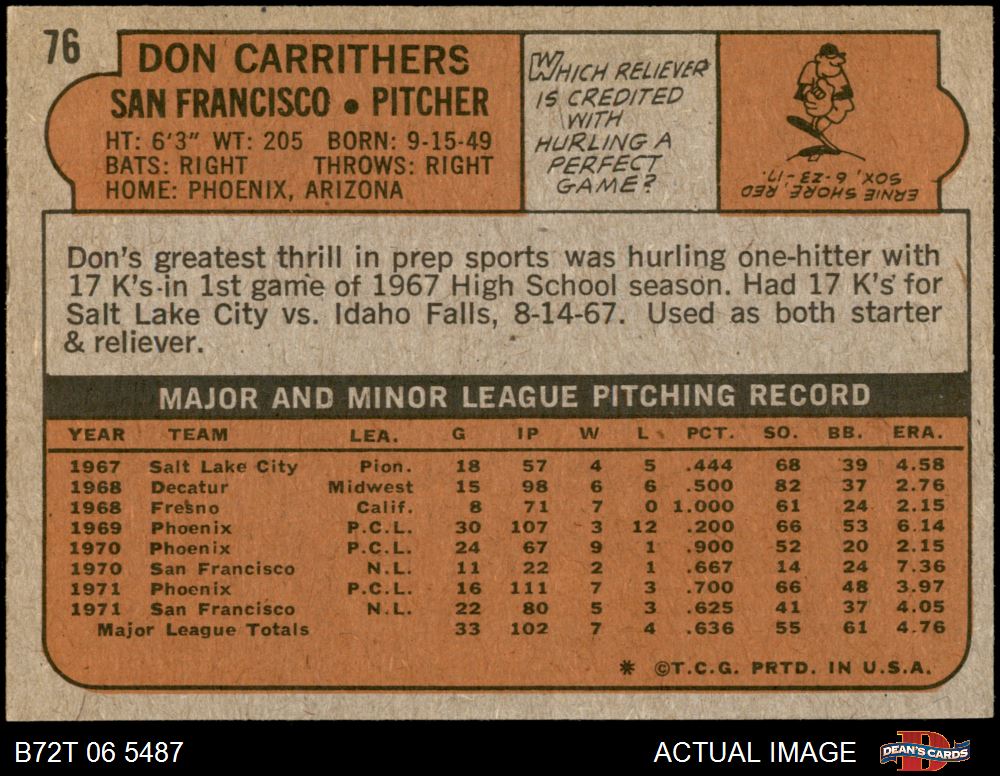 76
DON CARRITHERS
SAN FRANCISCO • PITCHER
HT: 6'3" WT: 205 BORN: 9-15-49
BATS: RIGHT THROWS: RIGHT
HOME: PHOENIX, ARIZONA
WHICH RELIEVER
IS CREDITED
WITH
HURLING A
PERFECT
GAME?
ERNIE SHORE, RED
SOX, 6-23-17.
Don's greatest thrill in prep sports was hurling one-hitter with
17 K's in 1st game of 1967 High School season. Had 17 K's for
Salt Lake City vs. Idaho Falls, 8-14-67. Used as both starter
& reliever.
MAJOR AND MINOR LEAGUE PITCHING RECORD
YEAR TEAM LEA. G IP W L PCT. SO. BB. ERA.
1967 Salt Lake City Pion. 18 57 4 5 .444 68 39 4.58
1968 Decatur Midwest 15 98 6 6 .500 82 37 2.76
1968 Fresno Calif. 8 71 7 0 1.000 61 24 2.15
1969 Phoenix P.C.L. 30 107 3 12 .200 66 53 6.14
1970 Phoenix P.C.L. 24 67 9 1 .900 52 20 2.15
1970 San Francisco N.L. 11 22 2 1 .667 14 24 7.36
1971 Phoenix P.C.L. 16 111 7 3 .700 66 48 3.97
1971 San Francisco N.L. 22 80 5 3 .625 41 37 4.05
Major League Totals 33 102 7 4 .636 55 61 4.76
* ©T.C.G. PRTD. IN U.S.A.
B72T 06 5487
ACTUAL IMAGE
D
DEAN'S CARDS